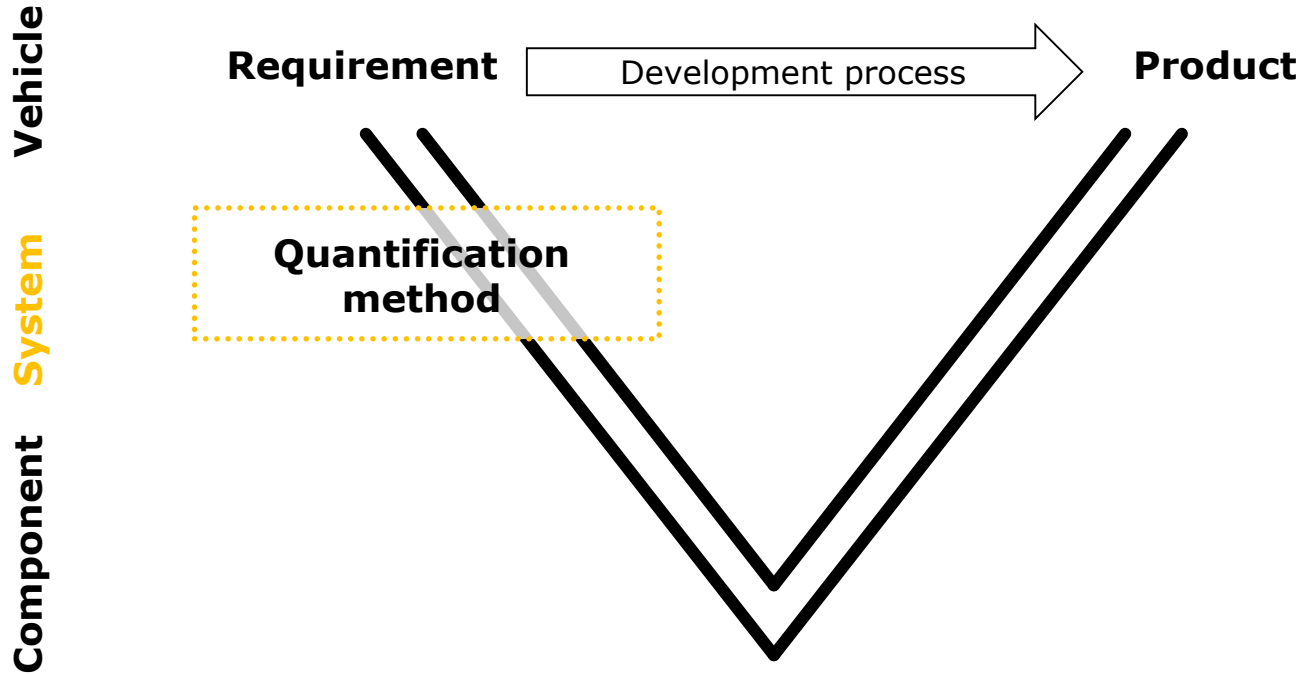 Vehicle
Requirement
Development process
Product
System
Quantification
method
Component